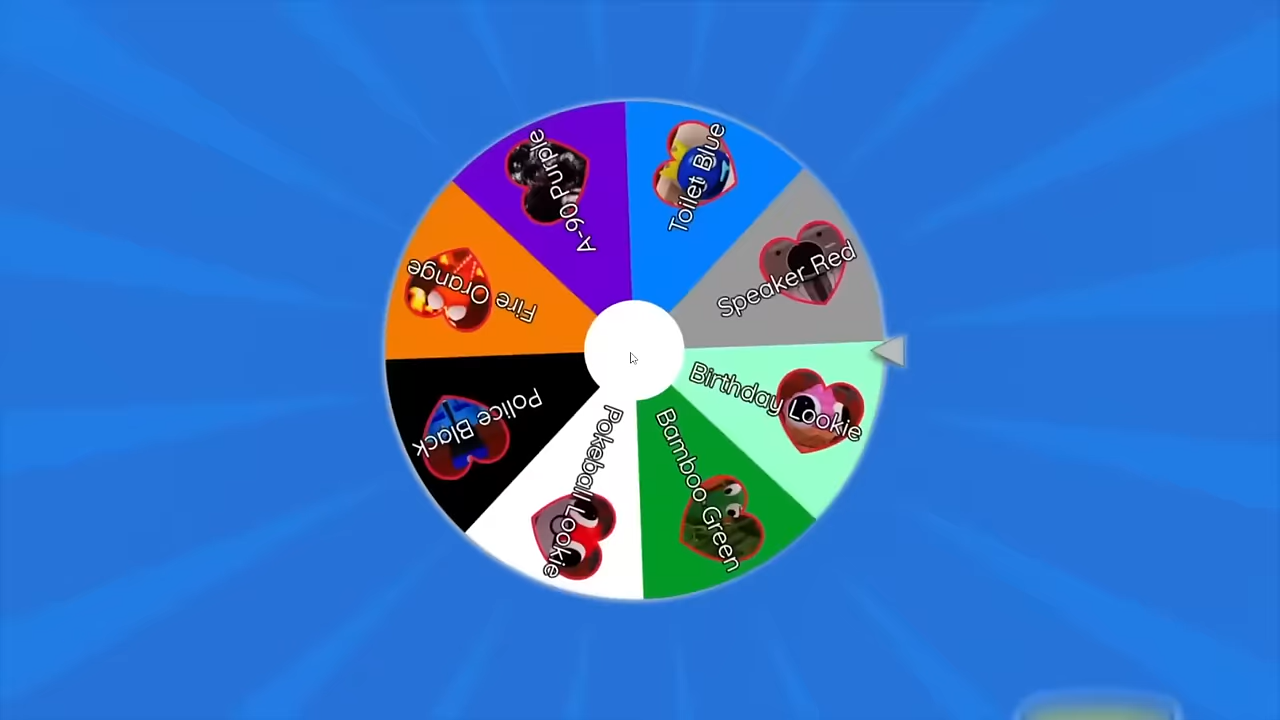 A-90 Purple
Toilet Blue
Speaker Red
Birthday Lookie
Bamboo Green
Pokeball Lookie
Police Black
Fire Orange